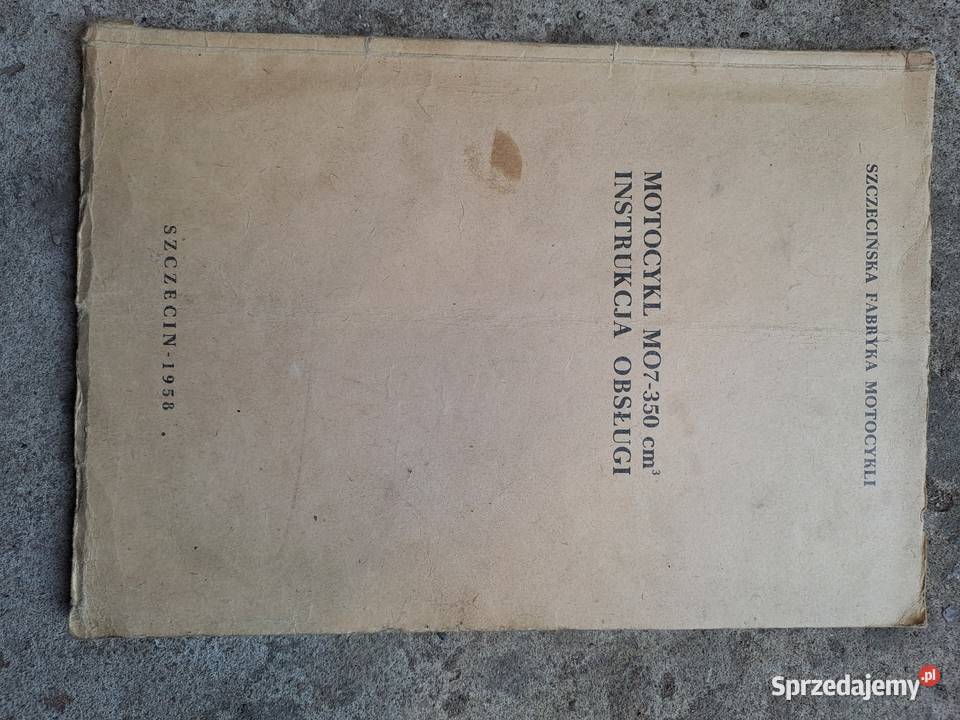 SZCZECIŃSKA FABRYKA MOTOCYKLI
MOTOCYKL MO7-350 cm³
INSTRUKCJA OBSŁUGI
SZCZECIN - 1958
Sprzedajemy.pl